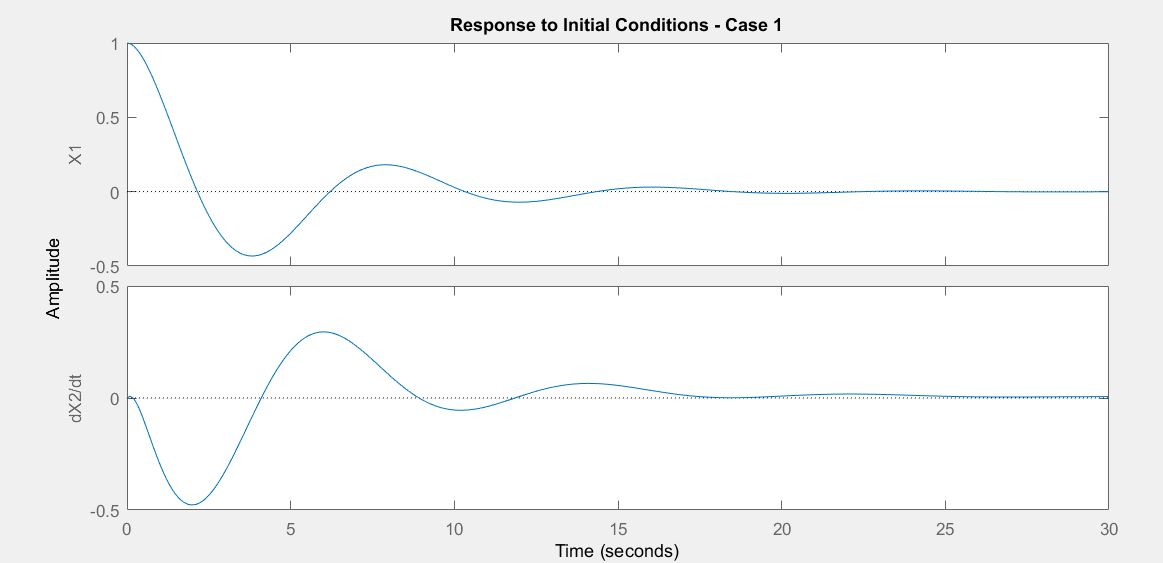 Response to Initial Conditions - Case 1
Amplitude
X1
1
0.5
0
-0.5
dX2/dt
0.5
0
-0.5
0 5 10 15 20 25 30
Time (seconds)